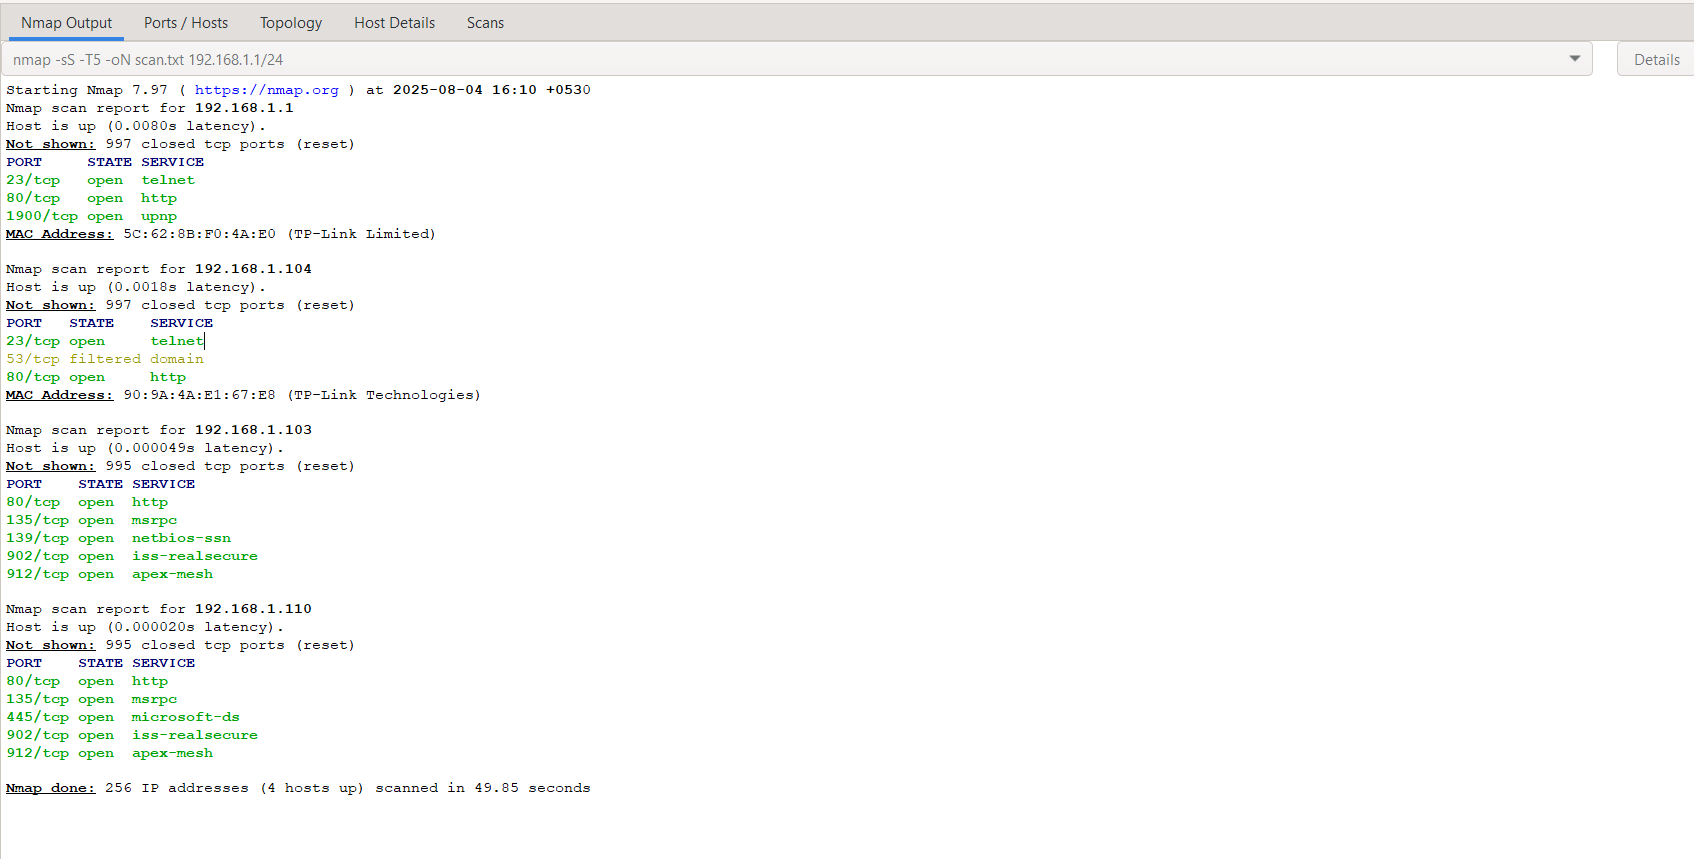 Nmap Output Ports / Hosts Topology Host Details Scans
nmap -sS -T5 -oN scan.txt 192.168.1.1/24 Details
Starting Nmap 7.97 ( https://nmap.org ) at 2025-08-04 16:10 +0530
Nmap scan report for 192.168.1.1
Host is up (0.0080s latency).
Not shown: 997 closed tcp ports (reset)
PORT STATE SERVICE
23/tcp open telnet
80/tcp open http
1900/tcp open upnp
MAC Address: 5C:62:8B:F0:4A:E0 (TP-Link Limited)
Nmap scan report for 192.168.1.104
Host is up (0.0018s latency).
Not shown: 997 closed tcp ports (reset)
PORT STATE SERVICE
23/tcp open telnet
53/tcp filtered domain
80/tcp open http
MAC Address: 90:9A:4A:E1:67:E8 (TP-Link Technologies)
Nmap scan report for 192.168.1.103
Host is up (0.000049s latency).
Not shown: 995 closed tcp ports (reset)
PORT STATE SERVICE
80/tcp open http
135/tcp open msrpc
139/tcp open netbios-ssn
902/tcp open iss-realsecure
912/tcp open apex-mesh
Nmap scan report for 192.168.1.110
Host is up (0.000020s latency).
Not shown: 995 closed tcp ports (reset)
PORT STATE SERVICE
80/tcp open http
135/tcp open msrpc
445/tcp open microsoft-ds
902/tcp open iss-realsecure
912/tcp open apex-mesh
Nmap done: 256 IP addresses (4 hosts up) scanned in 49.85 seconds